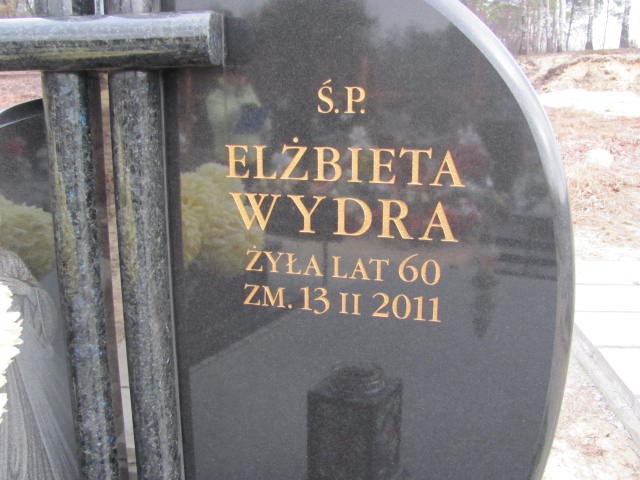 Ś.P.
ELŻBIETA
WYDRA
ŻYŁA LAT 60
ZM. 13 II 2011